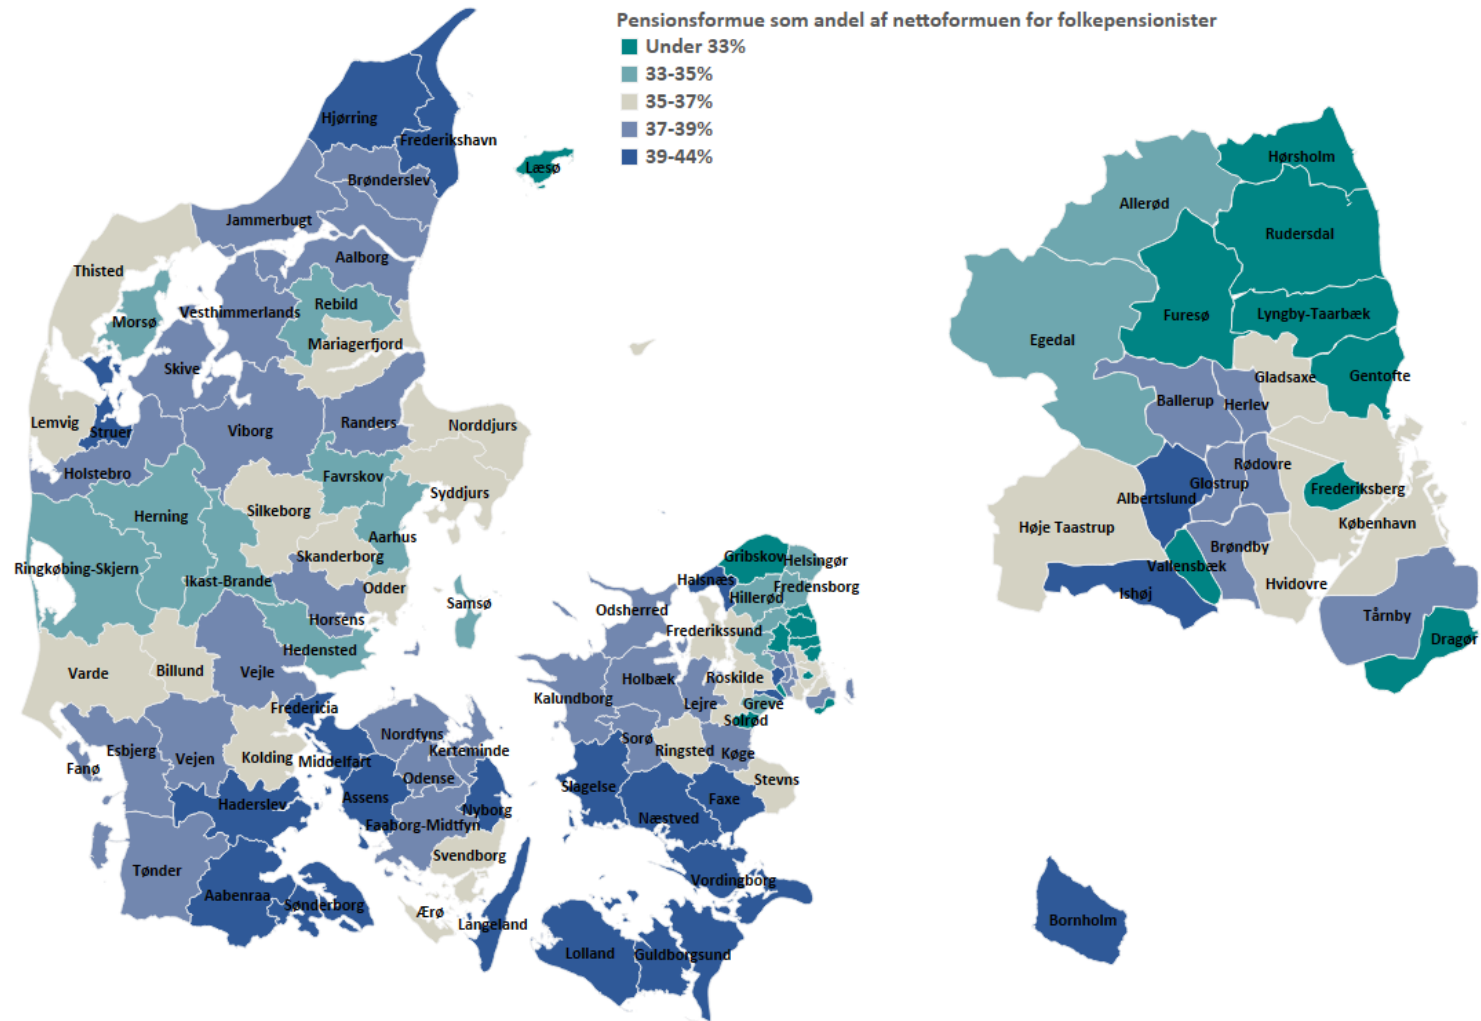 Pensionsformue som andel af nettoformuen for folkepensionister
Under 33%
33-35%
35-37%
37-39%
39-44%
Hjørring
Frederikshavn
Læsø
Brønderslev
Jammerbugt
Aalborg
Thisted
Rebild
Vesthimmerlands
Morsø
Mariagerfjord
Skive
Lemvig
Struer
Viborg
Randers
Norddjurs
Holstebro
Favrskov
Syddjurs
Silkeborg
Herning
Aarhus
Skanderborg
Ringkøbing-Skjern
Ikast-Brande
Odder
Samsø
Horsens
Hedensted
Varde
Billund
Vejle
Fredericia
Esbjerg
Fanø
Vejen
Kolding
Middelfart
Nordfyns
Kerteminde
Odense
Haderslev
Assens
Nyborg
Faaborg-Midtfyn
Svendborg
Tønder
Aabenraa
Sønderborg
Ærø
Langeland
Gribskov
Helsingør
Halsnæs
Hillerød
Fredensborg
Odsherred
Frederikssund
Kalundborg
Holbæk
Roskilde
Lejre
Greve
Solrød
Sorø
Ringsted
Køge
Stevns
Slagelse
Faxe
Næstved
Vordingborg
Lolland
Guldborgsund
Hørsholm
Allerød
Rudersdal
Furesø
Lyngby-Taarbæk
Egedal
Gladsaxe
Gentofte
Ballerup
Herlev
Rødovre
Glostrup
Frederiksberg
Albertslund
København
Høje Taastrup
Brøndby
Vallensbæk
Hvidovre
Ishøj
Tårnby
Dragør
Bornholm